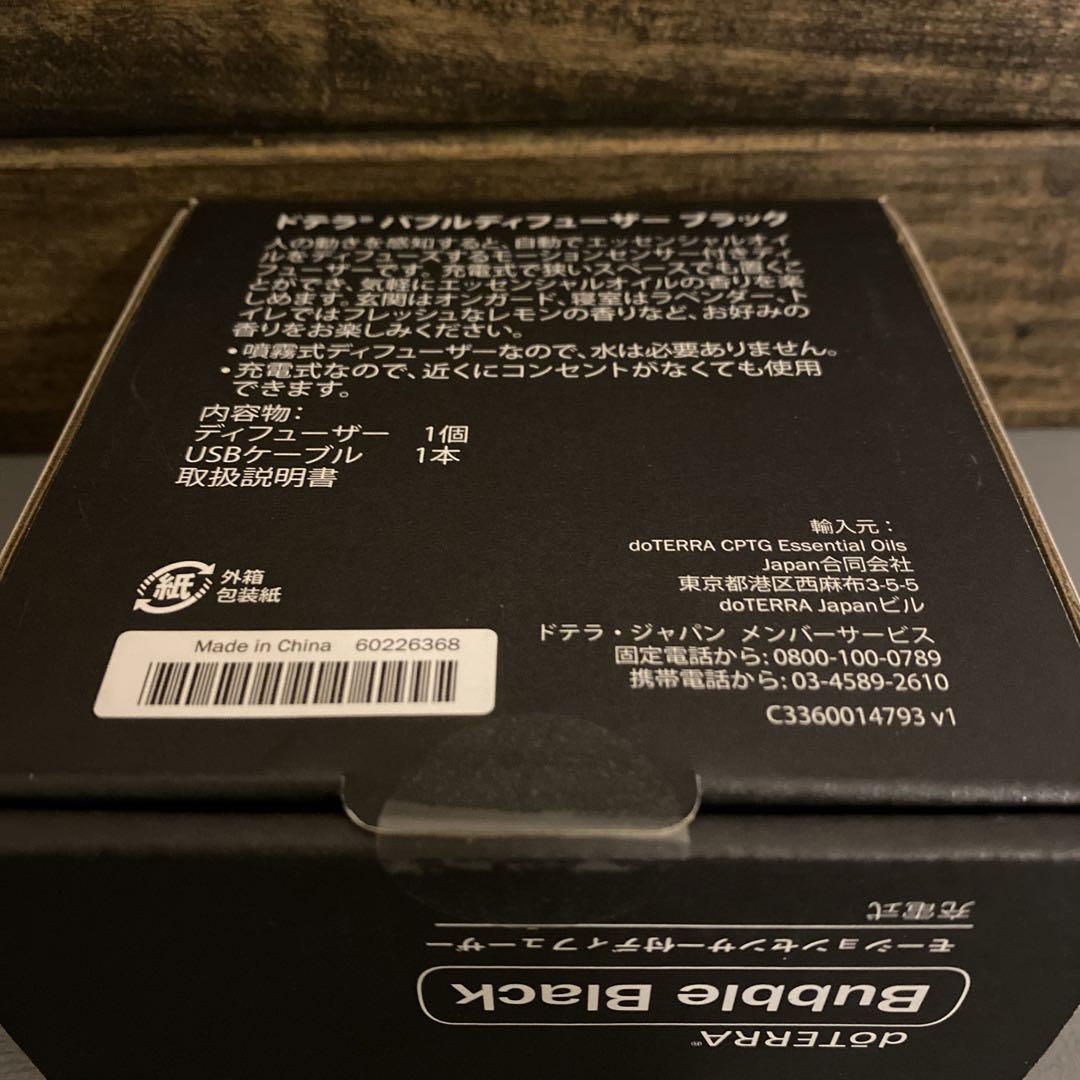 ドテラ® バブルディフューザー ブラック
人の動きを感知すると、自動でエッセンシャルオイ
ルをディフューズするモーションセンサー付きディ
フューザーです。充電式で狭いスペースでも置くこ
とができ、気軽にエッセンシャルオイルの香りを楽
しめます。玄関はオンガード、寝室はラベンダー、ト
イレではフレッシュなレモンの香りなど、お好みの
香りをお楽しみください。
・噴霧式ディフューザーなので、水は必要ありません。
・充電式なので、近くにコンセントがなくても使用
できます。
内容物:
ディフューザー 1個
USBケーブル 1本
取扱説明書
輸入元:
doTERRA CPTG Essential Oils
Japan合同会社
東京都港区西麻布3-5-5
doTERRA Japanビル
紙 外箱
包装紙
Made in China 60226368
ドテラ・ジャパン メンバーサービス
固定電話から: 0800-100-0789
携帯電話から: 03-4589-2610
C3360014793 v1
dōTERRA®
Bubble Black
モーションセンサー付ディフューザー
充電式